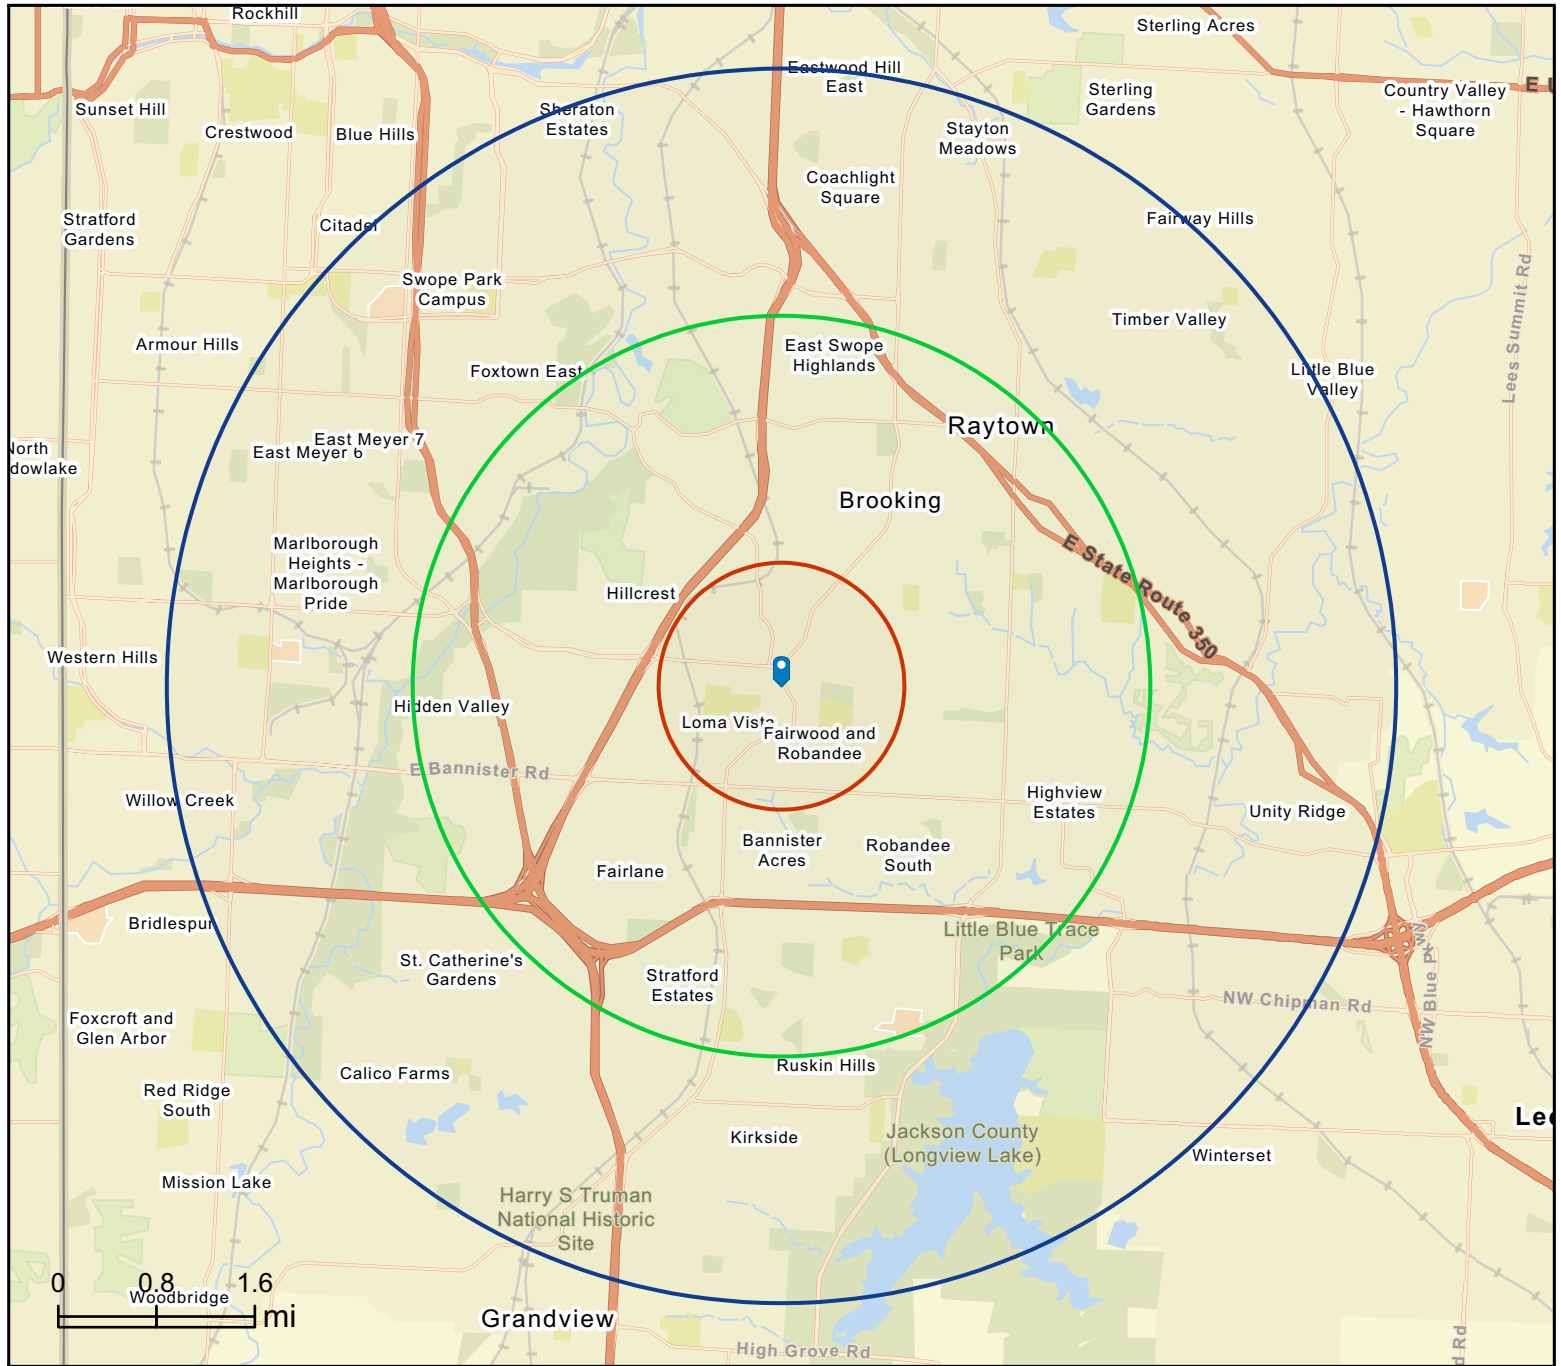 Rockhill
Sterling Acres
Eastwood Hill
East
E U
Sunset Hill
Crestwood
Blue Hills
Sheraton
Estates
Sterling
Gardens
Country Valley
- Hawthorn
Square
Stayton
Meadows
Coachlight
Square
Stratford
Gardens
Citadel
Fairway Hills
Swope Park
Campus
Timber Valley
Lees Summit Rd
Armour Hills
East Swope
Highlands
Foxtown East
Little Blue
Valley
Raytown
East Meyer 7
East Meyer 6
North
dowlake
Brooking
Marlborough
Heights -
Marlborough
Pride
E State Route 350
Hillcrest
Western Hills
Hidden Valley
Loma Vista
Fairwood and
Robandee
E Bannister Rd
Willow Creek
Highview
Estates
Unity Ridge
Bannister
Acres
Robandee
South
Fairlane
Bridlespur
Little Blue Trace
Park
St. Catherine's
Gardens
Stratford
Estates
NW Chipman Rd
NW Blue Pkwy
Foxcroft and
Glen Arbor
Calico Farms
Ruskin Hills
Red Ridge
South
Lee
Kirkside
Jackson County
(Longview Lake)
Winterset
Mission Lake
Harry S Truman
National Historic
Site
0 0.8 1.6
mi
Woodbridge
Grandview
High Grove Rd
d Rd